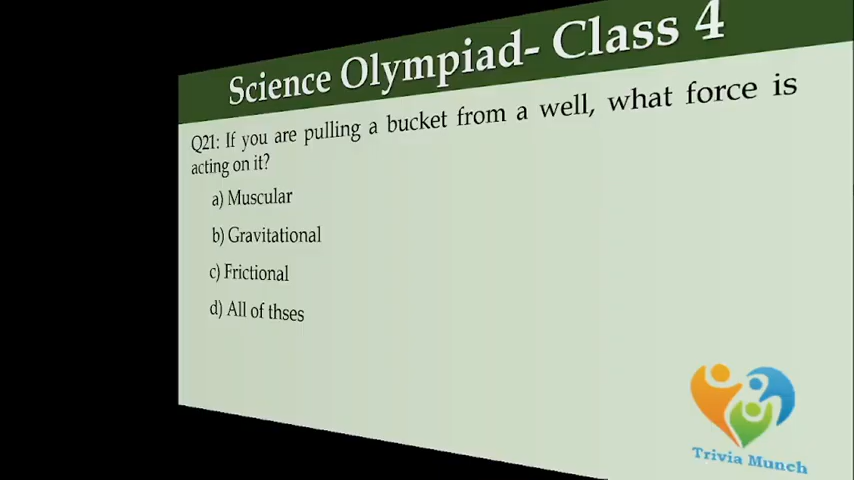 Science Olympiad- Class 4
Q21: If you are pulling a bucket from a well, what force is
acting on it?
a) Muscular
b) Gravitational
c) Frictional
d) All of thses
Trivia Munch